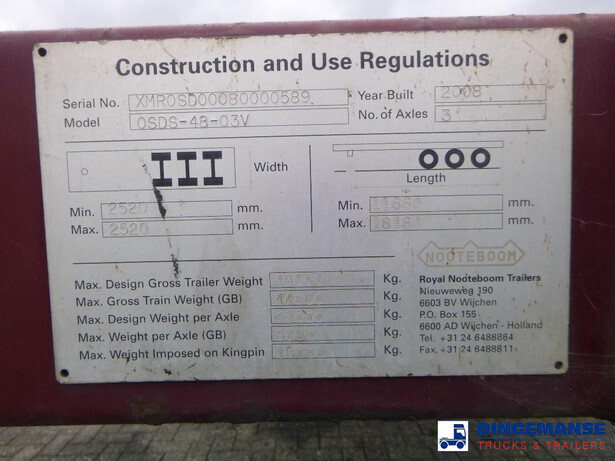 Construction and Use Regulations
Serial No. XMR0SD00080000589 Year Built 2008
Model OSDS-48-03V No. of Axles 3
Width
Length
Min. 2520 mm. Min. mm.
Max. 2520 mm. Max. mm.
NOOTEBOOM
Max. Design Gross Trailer Weight Kg.
Max. Gross Train Weight (GB) Kg.
Max. Design Weight per Axle Kg.
Max. Weight per Axle (GB) Kg.
Max. Weight Imposed on Kingpin Kg.
Royal Nooteboom Trailers
Nieuweweg 190
6603 BV Wijchen
P.O. Box 155
6600 AD Wijchen - Holland
Tel. +31 24 6488864
Fax. +31 24 6488811
DINGEMANSE
TRUCKS & TRAILERS